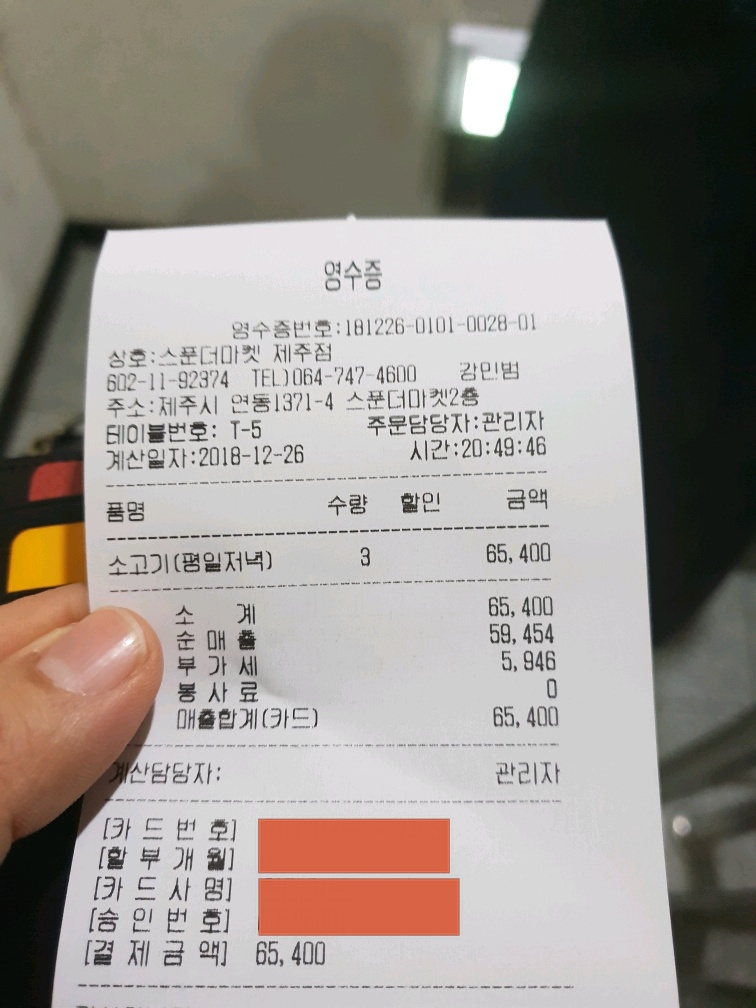 영수증
영수증번호:181226-0101-0028-01
상호:스푼더마켓 제주점
602-11-92374 TEL)064-747-4600 강민범
주소:제주시 연동1371-4 스푼더마켓2층
테이블번호: T-5 주문담당자:관리자
계산일자:2018-12-26 시간:20:49:46
품명 수량 할인 금액
소고기(평일저녁) 3 65,400
소 계 65,400
순 매 출 59,454
부 가 세 5,946
봉 사 료 0
매출합계(카드) 65,400
계산담당자: 관리자
[카 드 번 호]
[할 부 개 월]
[카 드 사 명]
[승 인 번 호]
[결 제 금 액] 65,400